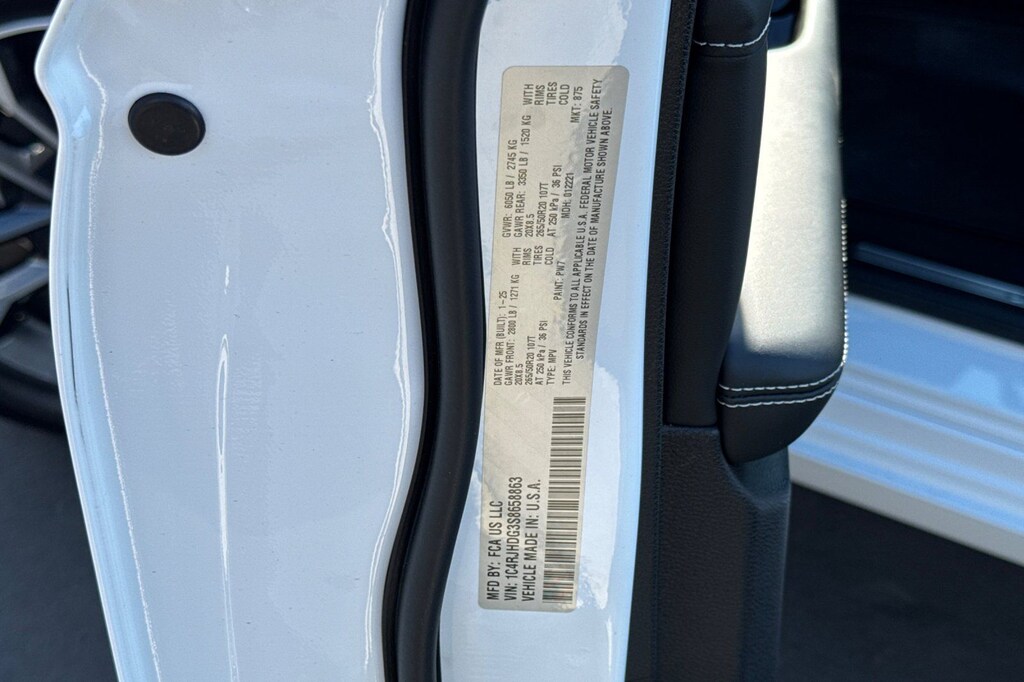 MFD BY: FCA US LLC
VIN: 1C4RJHDG3S8658863
VEHICLE MADE IN: U.S.A.
DATE OF MFR (BUILT): 1-25
GVWR: 6050 LB / 2745 KG
GAWR FRONT: 2800 LB / 1271 KG WITH
20X8.5 RIMS
265/50R20 107T TIRES
AT 250 kPa / 36 PSI COLD
GAWR REAR: 3350 LB / 1520 KG WITH
20X8.5 RIMS
265/50R20 107T TIRES
AT 250 kPa / 36 PSI COLD
TYPE: MPV PAINT: PW7 MDH: 012221 MKT: 875
THIS VEHICLE CONFORMS TO ALL APPLICABLE U.S.A. FEDERAL MOTOR VEHICLE SAFETY
STANDARDS IN EFFECT ON THE DATE OF MANUFACTURE SHOWN ABOVE.